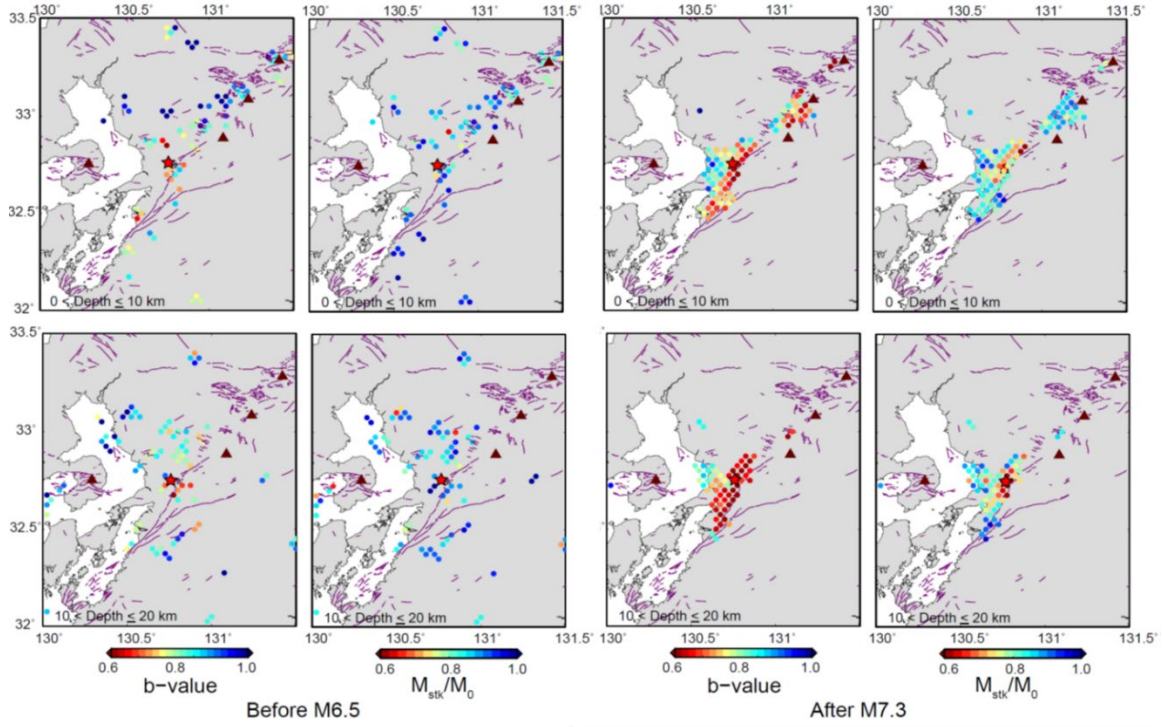 130° 130.5° 131° 130° 130.5° 131° 131.5°
33.5°
33°
32.5°
32°
0 < Depth ≤ 10 km
0 < Depth ≤ 10 km
0 < Depth ≤ 10 km
0 < Depth ≤ 10 km
33.5°
33°
32.5°
32°
10 < Depth ≤ 20 km
10 < Depth ≤ 20 km
10 < Depth ≤ 20 km
10 < Depth ≤ 20 km
130° 130.5° 131° 131.5° 130.5° 131° 130.5° 131° 131.5°
0.6 0.8 1.0 0.6 0.8 1.0 0.6 0.8 1.0 0.6 0.8 1.0
b−value Mstk/M0 b−value Mstk/M0
Before M6.5 After M7.3